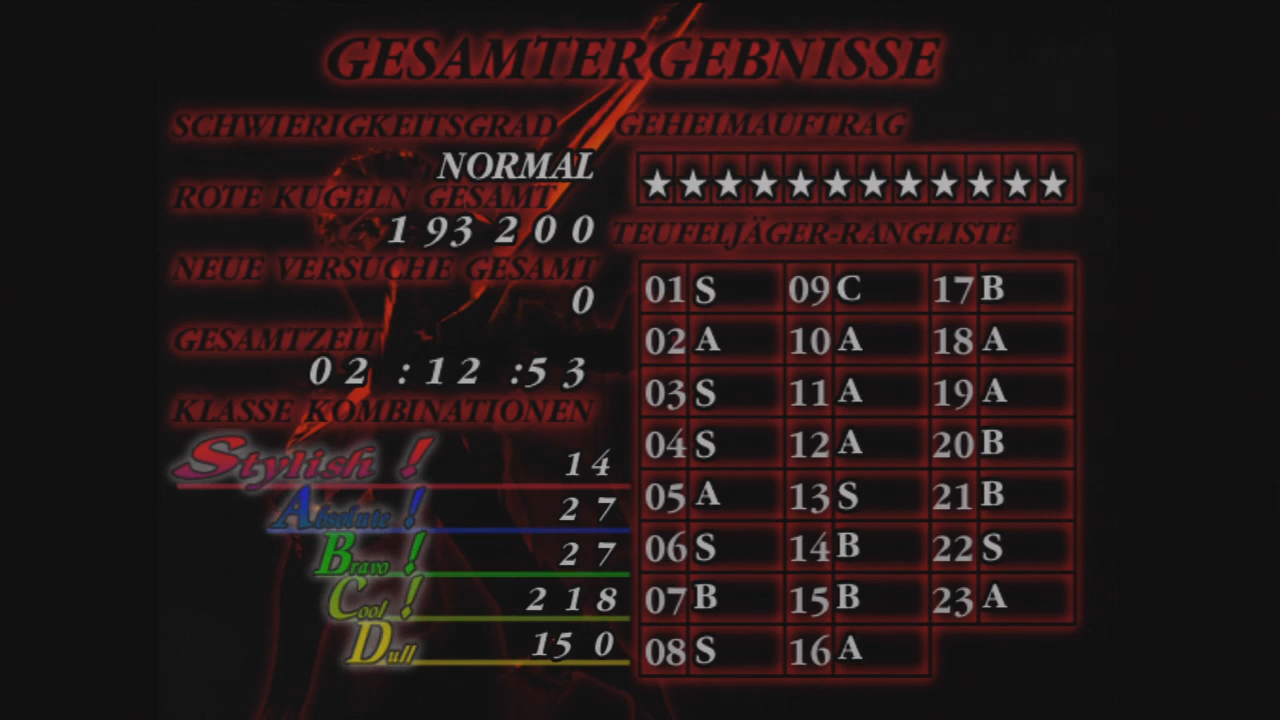 GESAMTERGEBNISSE
SCHWIERIGKEITSGRAD
NORMAL
ROTE KUGELN GESAMT
193200
NEUE VERSUCHE GESAMT
0
GESAMTZEIT
02:12:53
KLASSE KOMBINATIONEN
Stylish! 14
Absolute! 27
Bravo! 27
Cool! 218
Dull 150
GEHEIMAUFTRAG
★★★★★★★★★★★★
TEUFELJÄGER-RANGLISTE
01 S 09 C 17 B
02 A 10 A 18 A
03 S 11 A 19 A
04 S 12 A 20 B
05 A 13 S 21 B
06 S 14 B 22 S
07 B 15 B 23 A
08 S 16 A